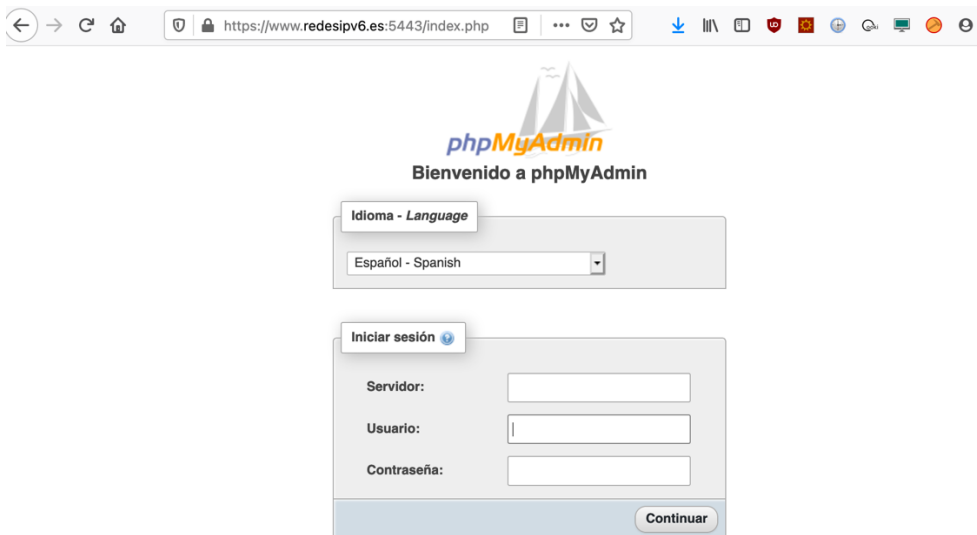 https://www.redesipv6.es:5443/index.php
phpMyAdmin
Bienvenido a phpMyAdmin
Idioma - Language
Español - Spanish
Iniciar sesión
Servidor:
Usuario:
Contraseña:
Continuar